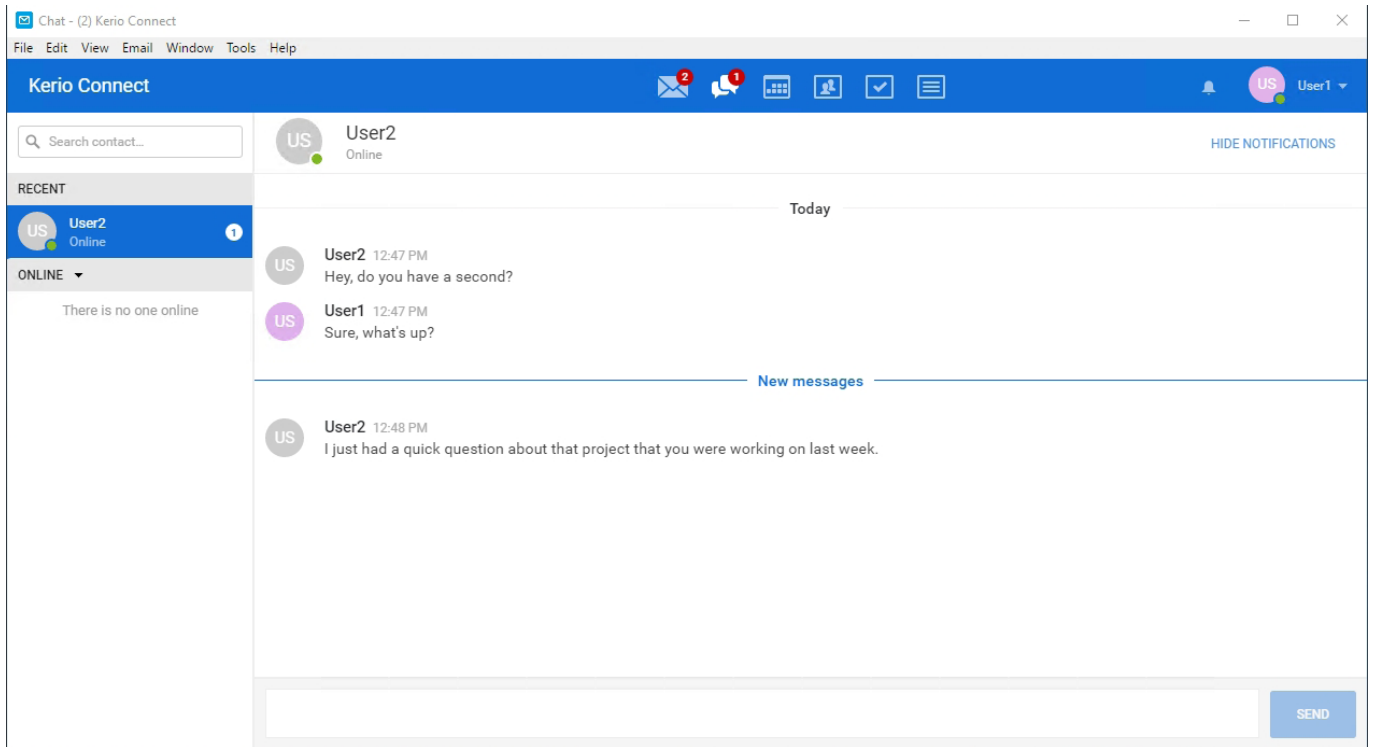 Chat - (2) Kerio Connect
File Edit View Email Window Tools Help
Kerio Connect
2
1
US
User1
Search contact...
US
User2
Online
HIDE NOTIFICATIONS
RECENT
US
User2
Online
1
ONLINE
There is no one online
Today
US
User2 12:47 PM
Hey, do you have a second?
US
User1 12:47 PM
Sure, what's up?
New messages
US
User2 12:48 PM
I just had a quick question about that project that you were working on last week.
SEND